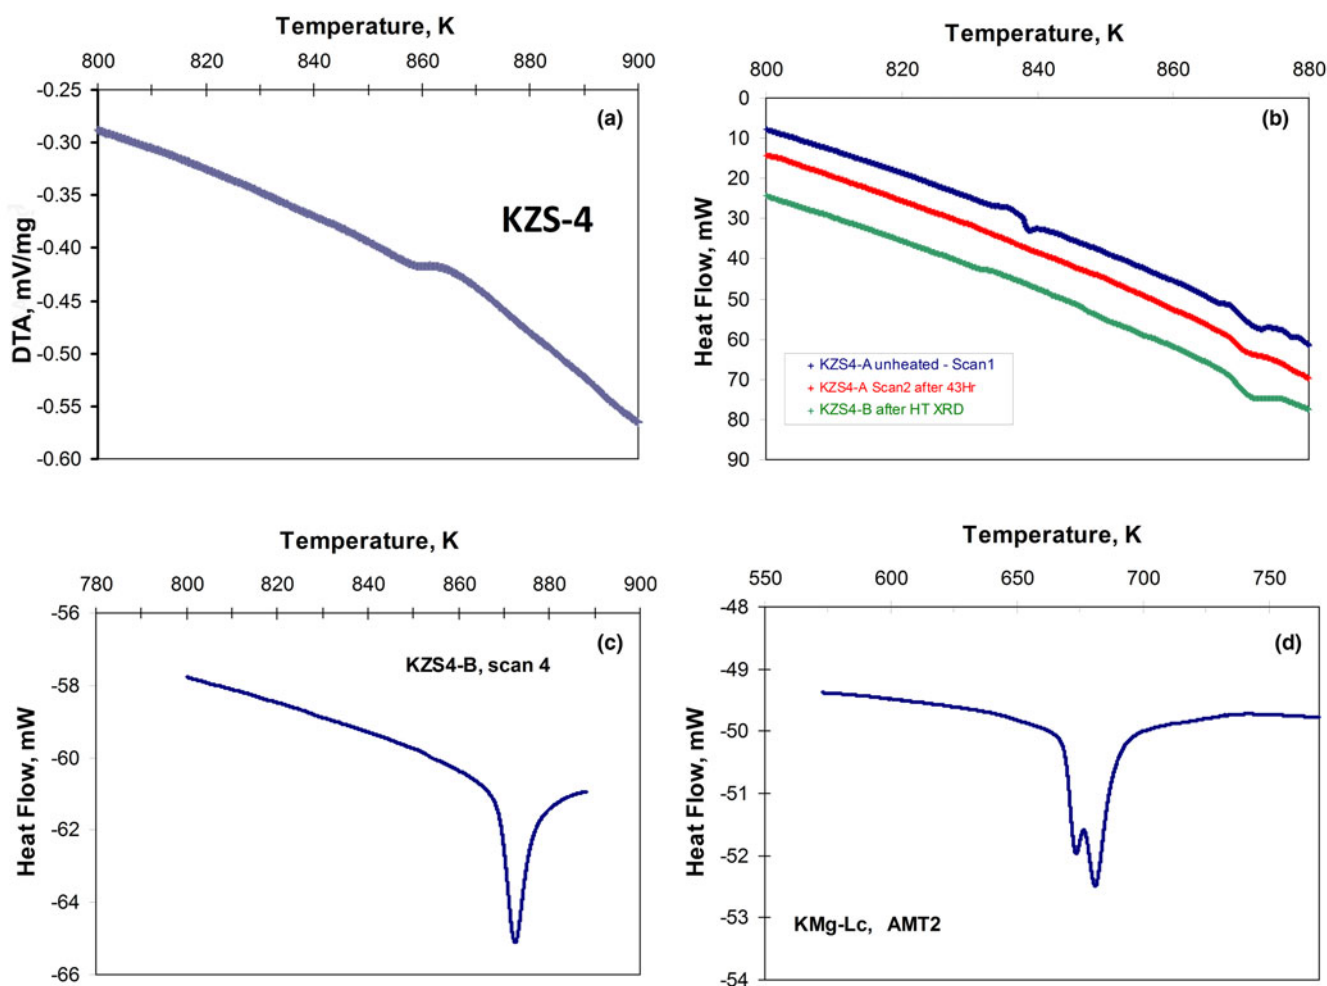 Temperature, K
800 820 840 860 880 900
-0.25
-0.30
-0.35
-0.40
-0.45
-0.50
-0.55
-0.60
DTA, mV/mg
(a)
KZS-4
Temperature, K
800 820 840 860 880
0
10
20
30
40
50
60
70
80
90
Heat Flow, mW
(b)
KZS4-A unheated - Scan1
KZS4-A Scan2 after 43Hr
KZS4-B after HT XRD
Temperature, K
780 800 820 840 860 880 900
-56
-58
-60
-62
-64
-66
Heat Flow, mW
(c)
KZS4-B, scan 4
Temperature, K
550 600 650 700 750
-48
-49
-50
-51
-52
-53
-54
Heat Flow, mW
(d)
KMg-Lc, AMT2